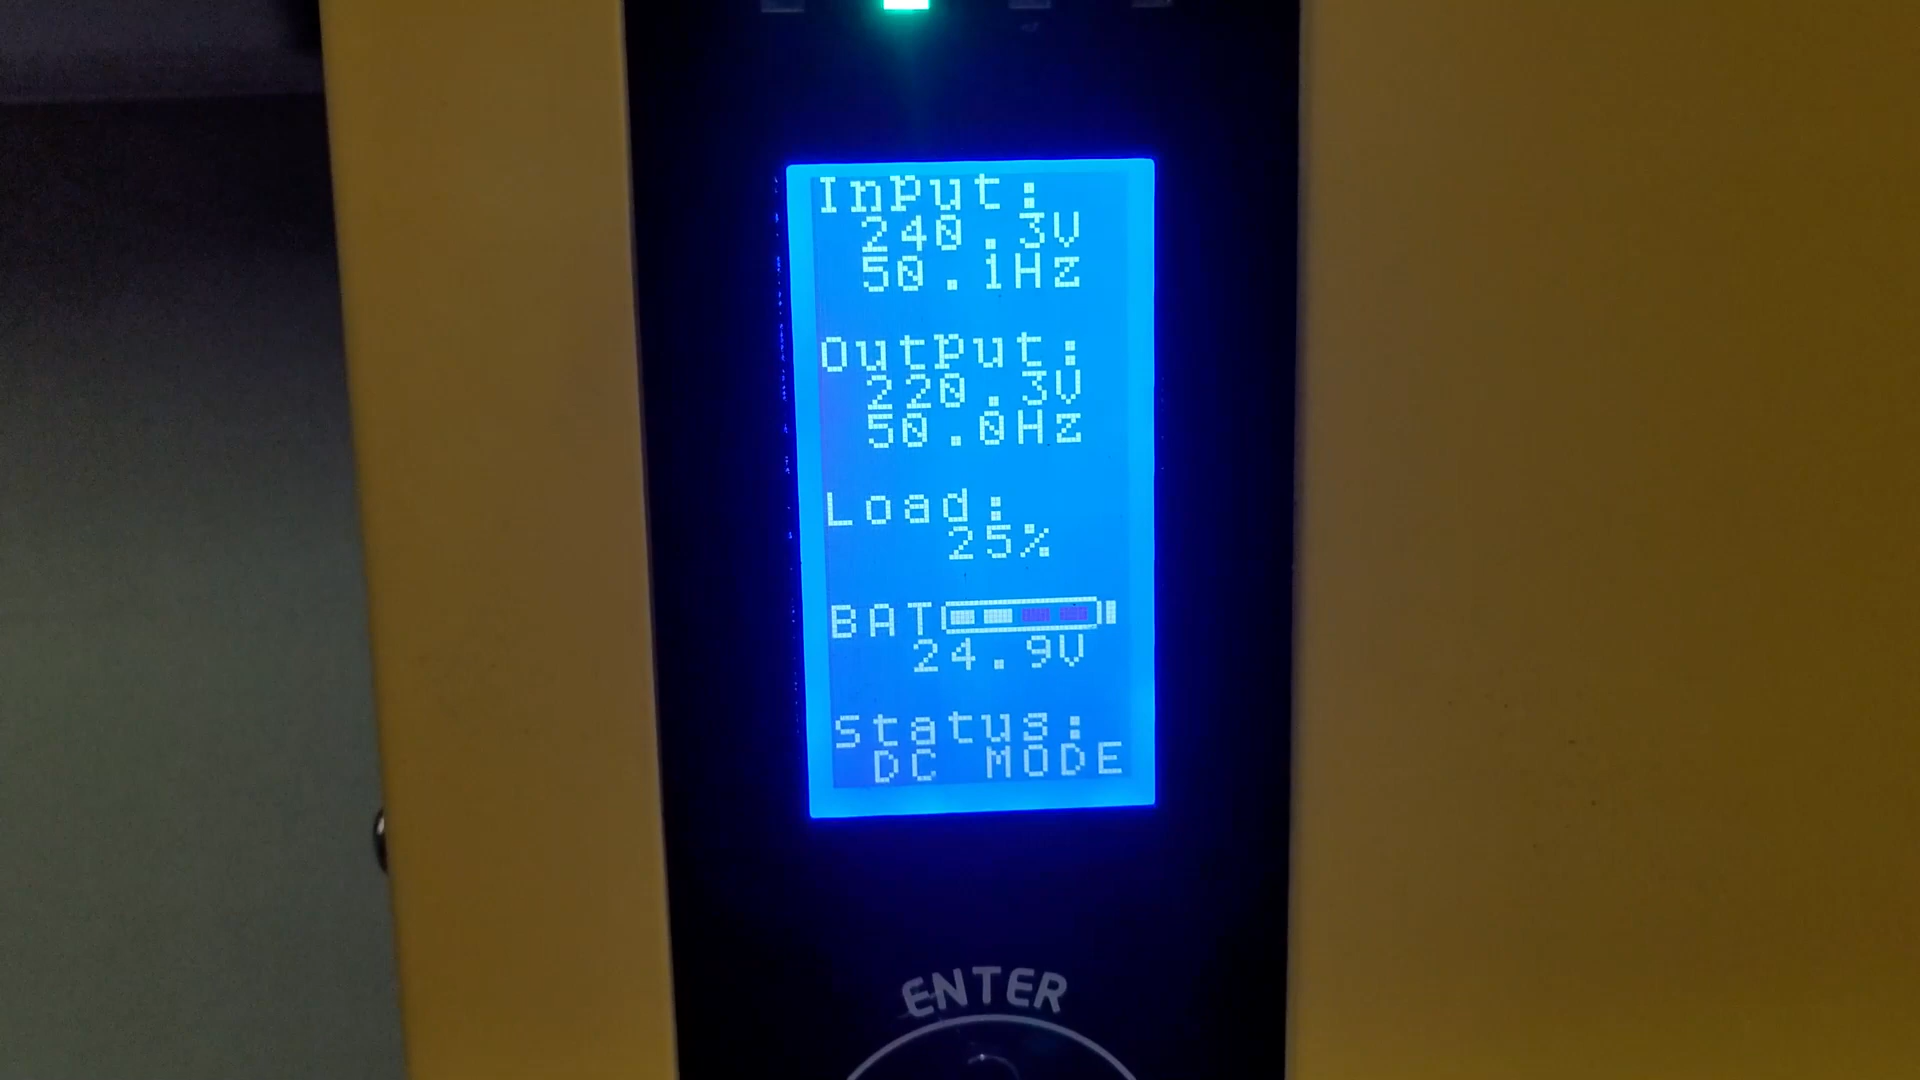 Input:
240.3V
50.1Hz
Output:
220.3V
50.0Hz
Load:
25%
BAT
24.9V
Status:
DC MODE
ENTER